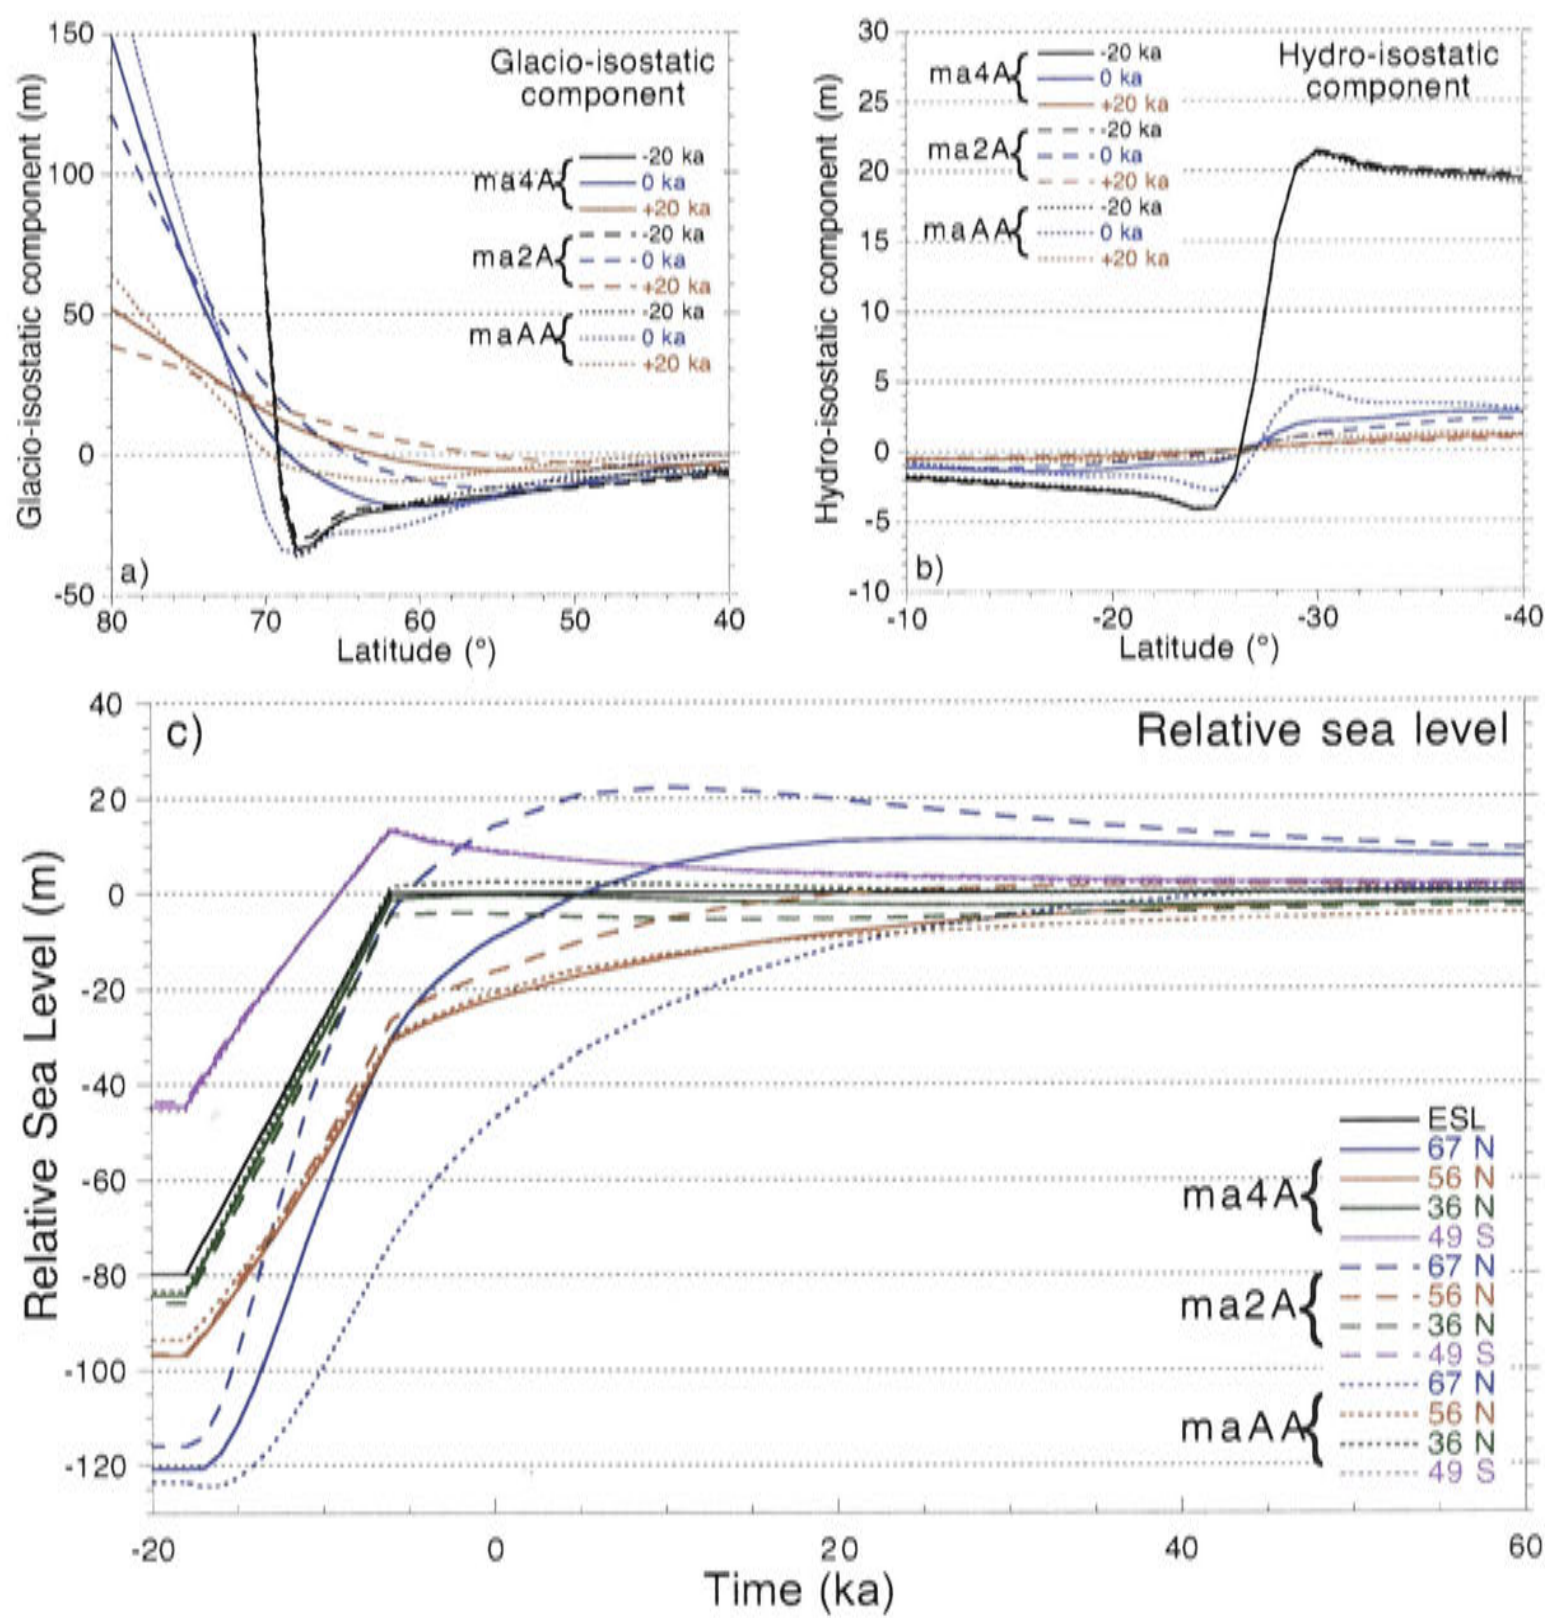 Glacio-isostatic component (m)
150
100
50
0
-50
80
70
60
50
40
Latitude (°)
a)
Glacio-isostatic
component
ma4A{
-20 ka
0 ka
+20 ka
ma2A{
-20 ka
0 ka
+20 ka
maAA{
-20 ka
0 ka
+20 ka
Hydro-isostatic component (m)
30
25
20
15
10
5
0
-5
-10
-10
-20
-30
-40
Latitude (°)
b)
Hydro-isostatic
component
ma4A{
-20 ka
0 ka
+20 ka
ma2A{
-20 ka
0 ka
+20 ka
maAA{
-20 ka
0 ka
+20 ka
c)
Relative sea level
Relative Sea Level (m)
40
20
0
-20
-40
-60
-80
-100
-120
-20
0
20
40
60
Time (ka)
ESL
ma4A{
67 N
56 N
36 N
49 S
ma2A{
67 N
56 N
36 N
49 S
maAA{
67 N
56 N
36 N
49 S